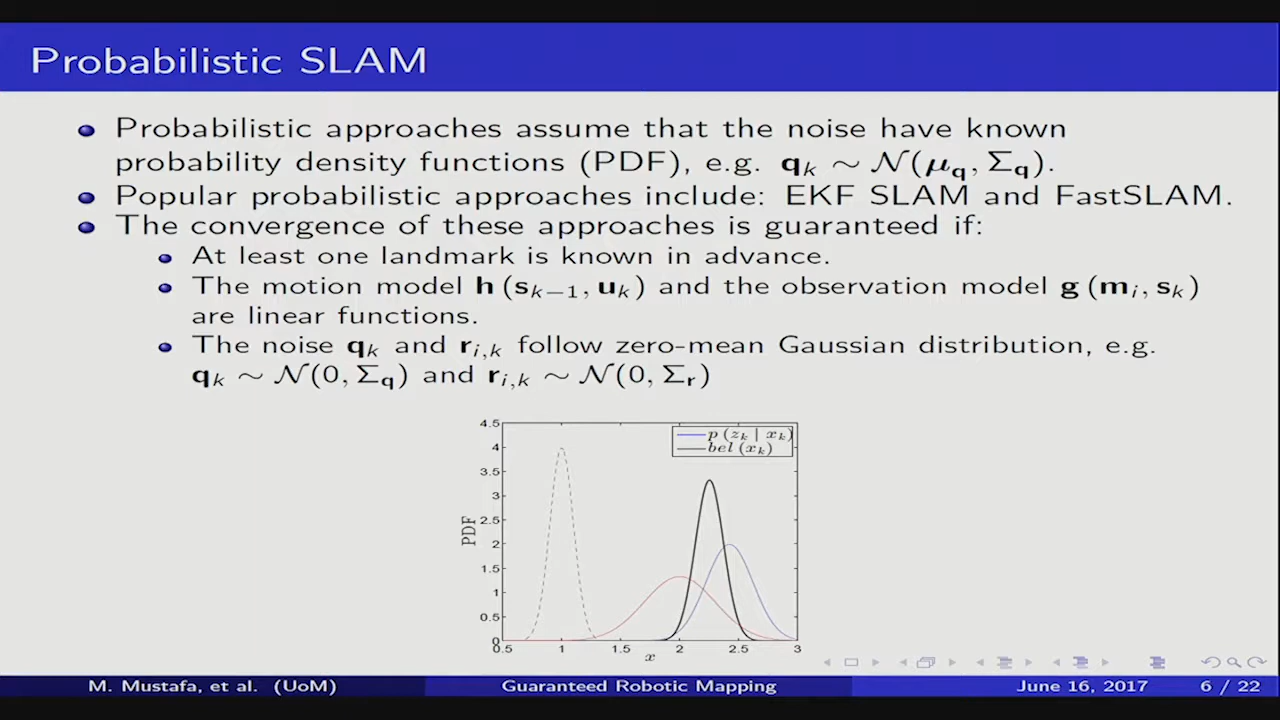 Probabilistic SLAM
Probabilistic approaches assume that the noise have known
probability density functions (PDF), e.g. q_k ∼ N(μ_q, Σ_q).
Popular probabilistic approaches include: EKF SLAM and FastSLAM.
The convergence of these approaches is guaranteed if:
At least one landmark is known in advance.
The motion model h (s_{k−1}, u_k) and the observation model g (m_i, s_k)
are linear functions.
The noise q_k and r_{i,k} follow zero-mean Gaussian distribution, e.g.
q_k ∼ N(0, Σ_q) and r_{i,k} ∼ N(0, Σ_r)
4.5
4
3.5
3
2.5
2
1.5
1
0.5
0
PDF
p (z_k | x_k)
bel (x_k)
0.5 1 1.5 2 2.5 3
x
M. Mustafa, et al. (UoM) Guaranteed Robotic Mapping June 16, 2017 6 / 22